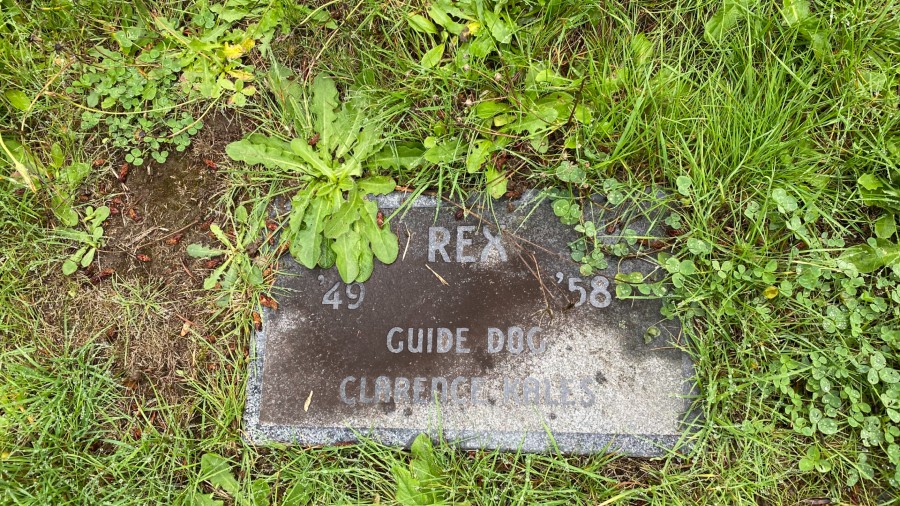 REX
'49 '58
GUIDE DOG
CLARENCE KALES